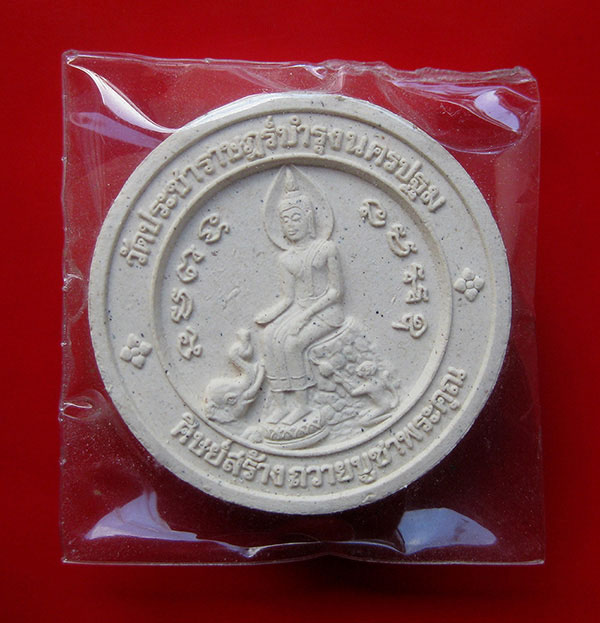 วัดประชาราษฎร์บำรุงนครปฐม
ศิษย์สร้างถวายบูชาพระคุณ